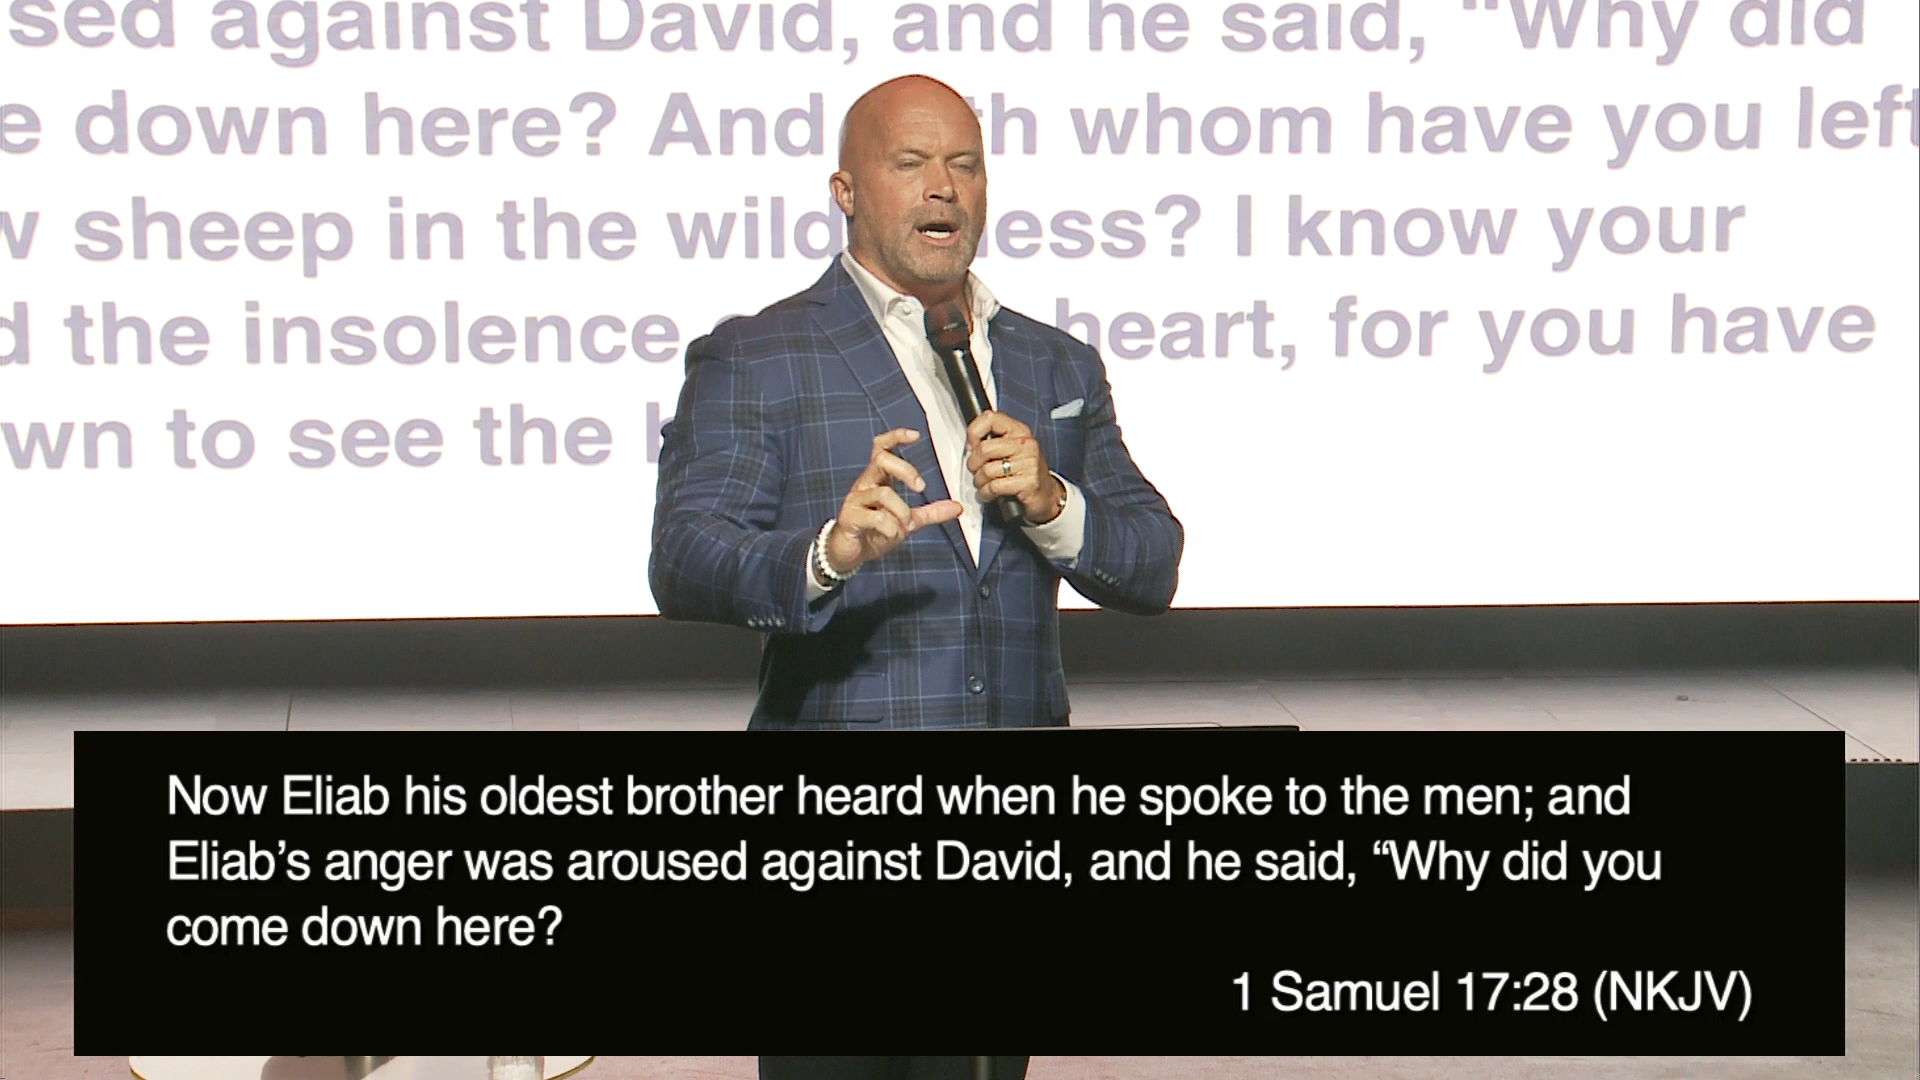 sed against David, and he said, “Why did
e down here? And th whom have you left
w sheep in the wild ess? I know your
d the insolence heart, for you have
wn to see the
Now Eliab his oldest brother heard when he spoke to the men; and
Eliab’s anger was aroused against David, and he said, “Why did you
come down here?
1 Samuel 17:28 (NKJV)